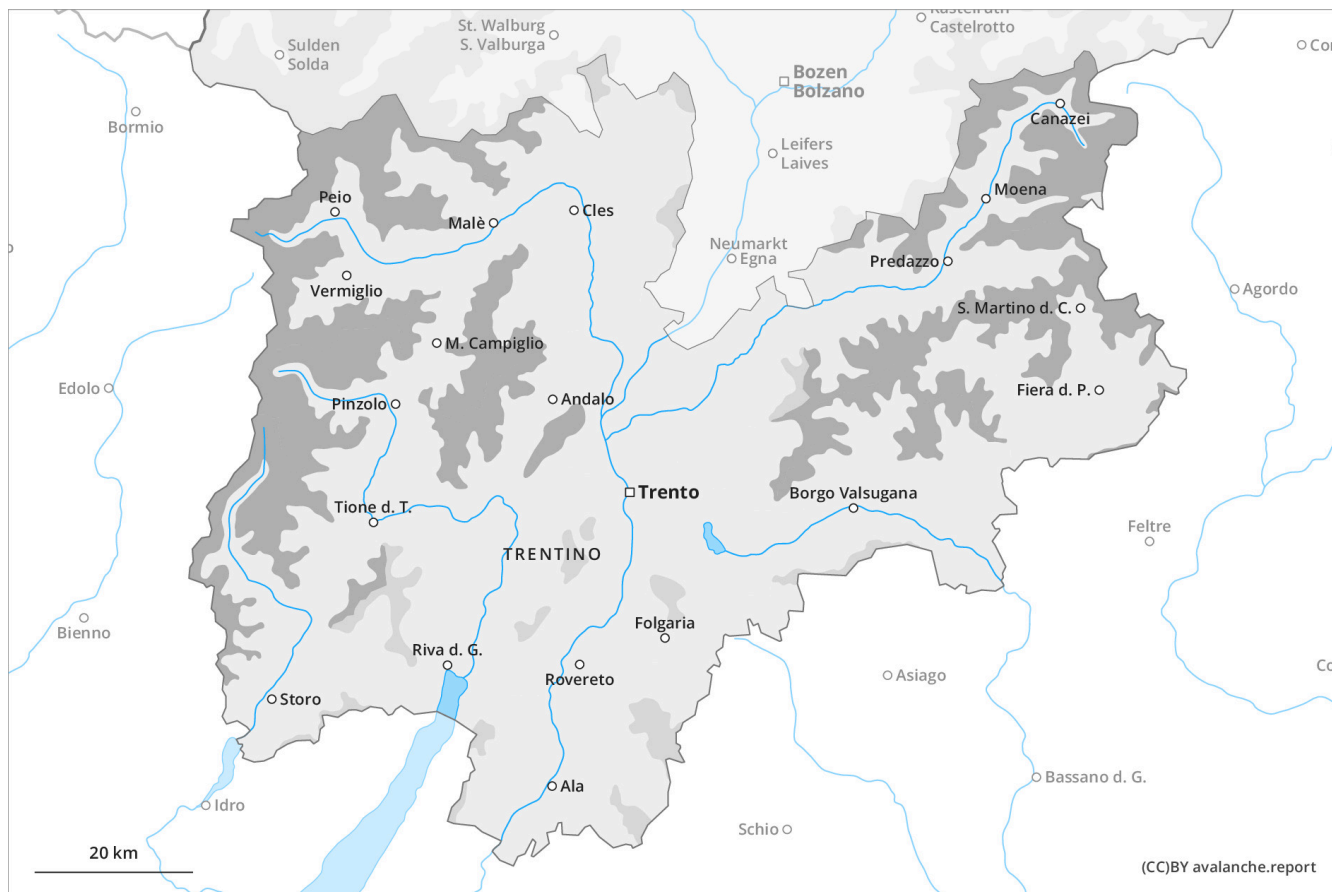 Kastelruth
Castelrotto
St. Walburg
S. Valburga
Sulden
Solda
Bozen
Bolzano
Bormio
Canazei
Leifers
Laives
Moena
Peio
Malè
Cles
Neumarkt
Egna
Predazzo
Vermiglio
Agordo
S. Martino d. C.
M. Campiglio
Edolo
Pinzolo
Andalo
Fiera d. P.
Trento
Borgo Valsugana
Tione d. T.
Feltre
TRENTINO
Bienno
Folgaria
Riva d. G.
Rovereto
Asiago
Storo
Bassano d. G.
Ala
Idro
Schio
20 km
(CC)BY avalanche.report